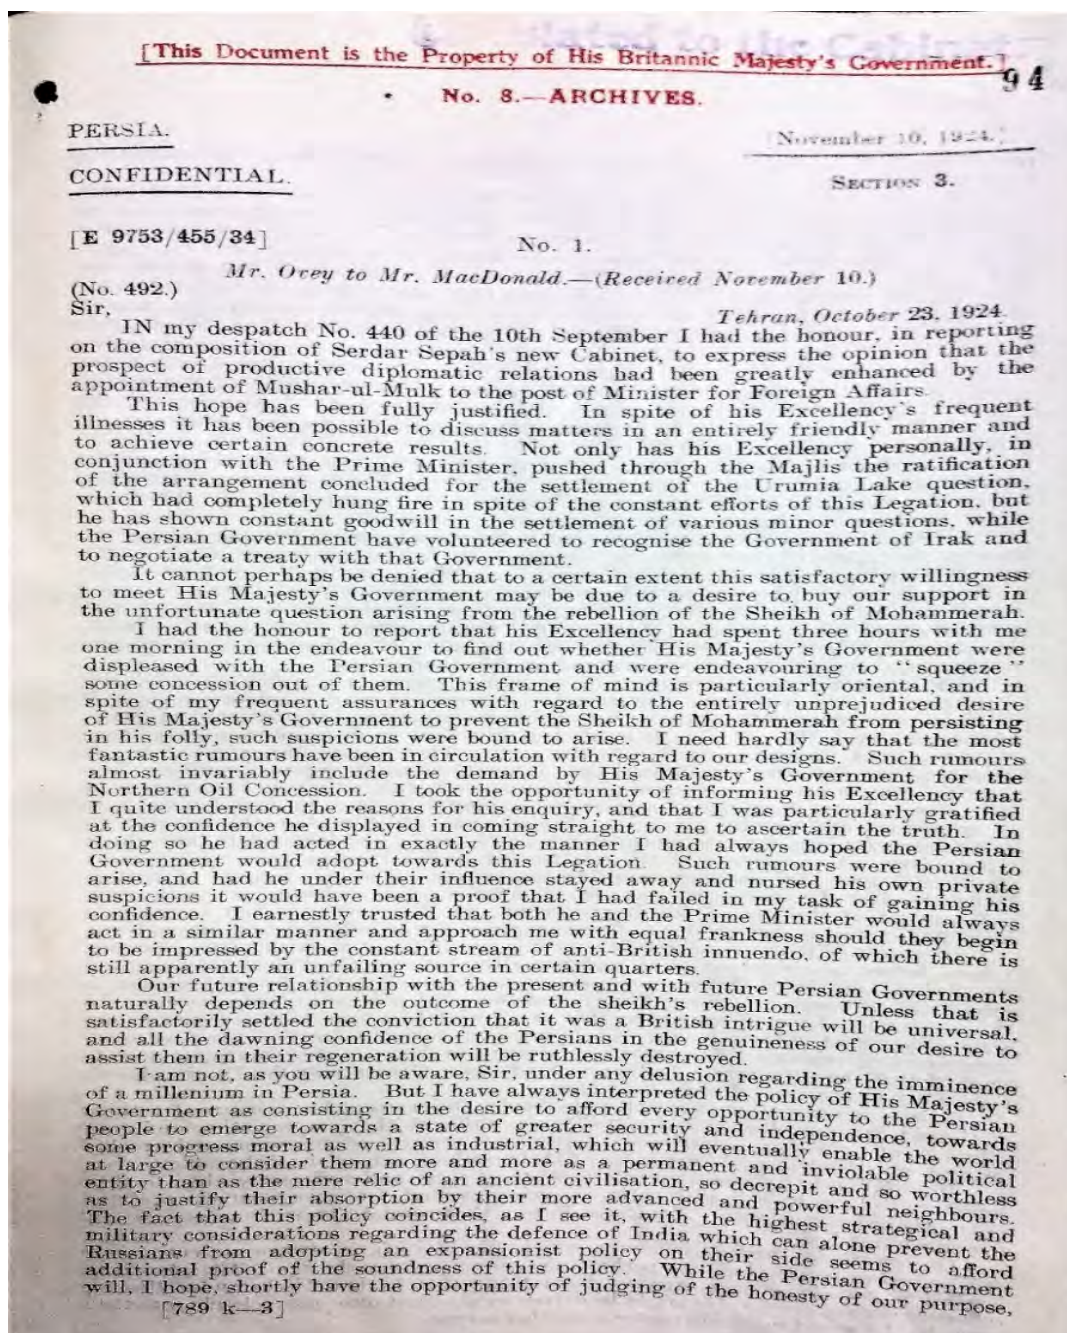 [This Document is the Property of His Britannic Majesty's Government.]
94
No. 8.—ARCHIVES.
PERSIA.
[November 10, 1924.]
CONFIDENTIAL.
SECTION 3.
[E 9753/455/34]
No. 1.
Mr. Ovey to Mr. MacDonald.—(Received November 10.)
(No. 492.)
Sir,
Tehran, October 23, 1924.
IN my despatch No. 440 of the 10th September I had the honour, in reporting
on the composition of Serdar Sepah's new Cabinet, to express the opinion that the
prospect of productive diplomatic relations had been greatly enhanced by the
appointment of Mushar-ul-Mulk to the post of Minister for Foreign Affairs.
This hope has been fully justified. In spite of his Excellency's frequent
illnesses it has been possible to discuss matters in an entirely friendly manner and
to achieve certain concrete results. Not only has his Excellency personally, in
conjunction with the Prime Minister, pushed through the Majlis the ratification
of the arrangement concluded for the settlement of the Urumia Lake question,
which had completely hung fire in spite of the constant efforts of this Legation, but
he has shown constant goodwill in the settlement of various minor questions, while
the Persian Government have volunteered to recognise the Government of Irak and
to negotiate a treaty with that Government.
It cannot perhaps be denied that to a certain extent this satisfactory willingness
to meet His Majesty's Government may be due to a desire to buy our support in
the unfortunate question arising from the rebellion of the Sheikh of Mohammerah.
I had the honour to report that his Excellency had spent three hours with me
one morning in the endeavour to find out whether His Majesty's Government were
displeased with the Persian Government and were endeavouring to "squeeze"
some concession out of them. This frame of mind is particularly oriental, and in
spite of my frequent assurances with regard to the entirely unprejudiced desire
of His Majesty's Government to prevent the Sheikh of Mohammerah from persisting
in his folly, such suspicions were bound to arise. I need hardly say that the most
fantastic rumours have been in circulation with regard to our designs. Such rumours
almost invariably include the demand by His Majesty's Government for the
Northern Oil Concession. I took the opportunity of informing his Excellency that
I quite understood the reasons for his enquiry, and that I was particularly gratified
at the confidence he displayed in coming straight to me to ascertain the truth. In
doing so he had acted in exactly the manner I had always hoped the Persian
Government would adopt towards this Legation. Such rumours were bound to
arise, and had he under their influence stayed away and nursed his own private
suspicions it would have been a proof that I had failed in my task of gaining his
confidence. I earnestly trusted that both he and the Prime Minister would always
act in a similar manner and approach me with equal frankness should they begin
to be impressed by the constant stream of anti-British innuendo, of which there is
still apparently an unfailing source in certain quarters.
Our future relationship with the present and with future Persian Governments
naturally depends on the outcome of the sheikh's rebellion. Unless that is
satisfactorily settled the conviction that it was a British intrigue will be universal,
and all the dawning confidence of the Persians in the genuineness of our desire to
assist them in their regeneration will be ruthlessly destroyed.
I am not, as you will be aware, Sir, under any delusion regarding the imminence
of a millenium in Persia. But I have always interpreted the policy of His Majesty's
Government as consisting in the desire to afford every opportunity to the Persian
people to emerge towards a state of greater security and independence, towards
some progress moral as well as industrial, which will eventually enable the world
at large to consider them more and more as a permanent and inviolable political
entity than as the mere relic of an ancient civilisation, so decrepit and so worthless
as to justify their absorption by their more advanced and powerful neighbours.
The fact that this policy coincides, as I see it, with the highest strategical and
military considerations regarding the defence of India which can alone prevent the
Russians from adopting an expansionist policy on their side seems to afford
additional proof of the soundness of this policy. While the Persian Government
will, I hope, shortly have the opportunity of judging of the honesty of our purpose,
[789 k—3]